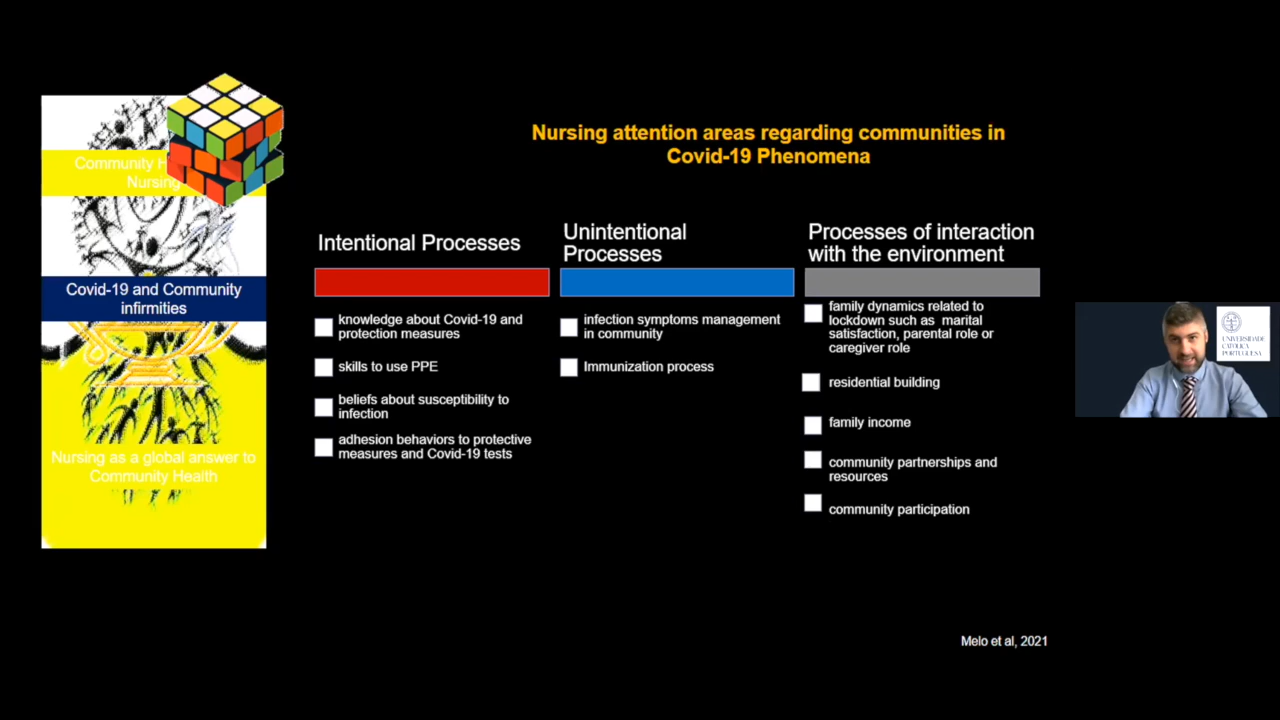 Nursing attention areas regarding communities in
Covid-19 Phenomena
Community H
Nursing
Covid-19 and Community
infirmities
Nursing as a global answer to
Community Health
Intentional Processes
knowledge about Covid-19 and
protection measures
skills to use PPE
beliefs about susceptibility to
infection
adhesion behaviors to protective
measures and Covid-19 tests
Unintentional
Processes
infection symptoms management
in community
Immunization process
Processes of interaction
with the environment
family dynamics related to
lockdown such as marital
satisfaction, parental role or
caregiver role
residential building
family income
community partnerships and
resources
community participation
UNIVERSIDADE
CATÓLICA
PORTUGUESA
Melo et al, 2021